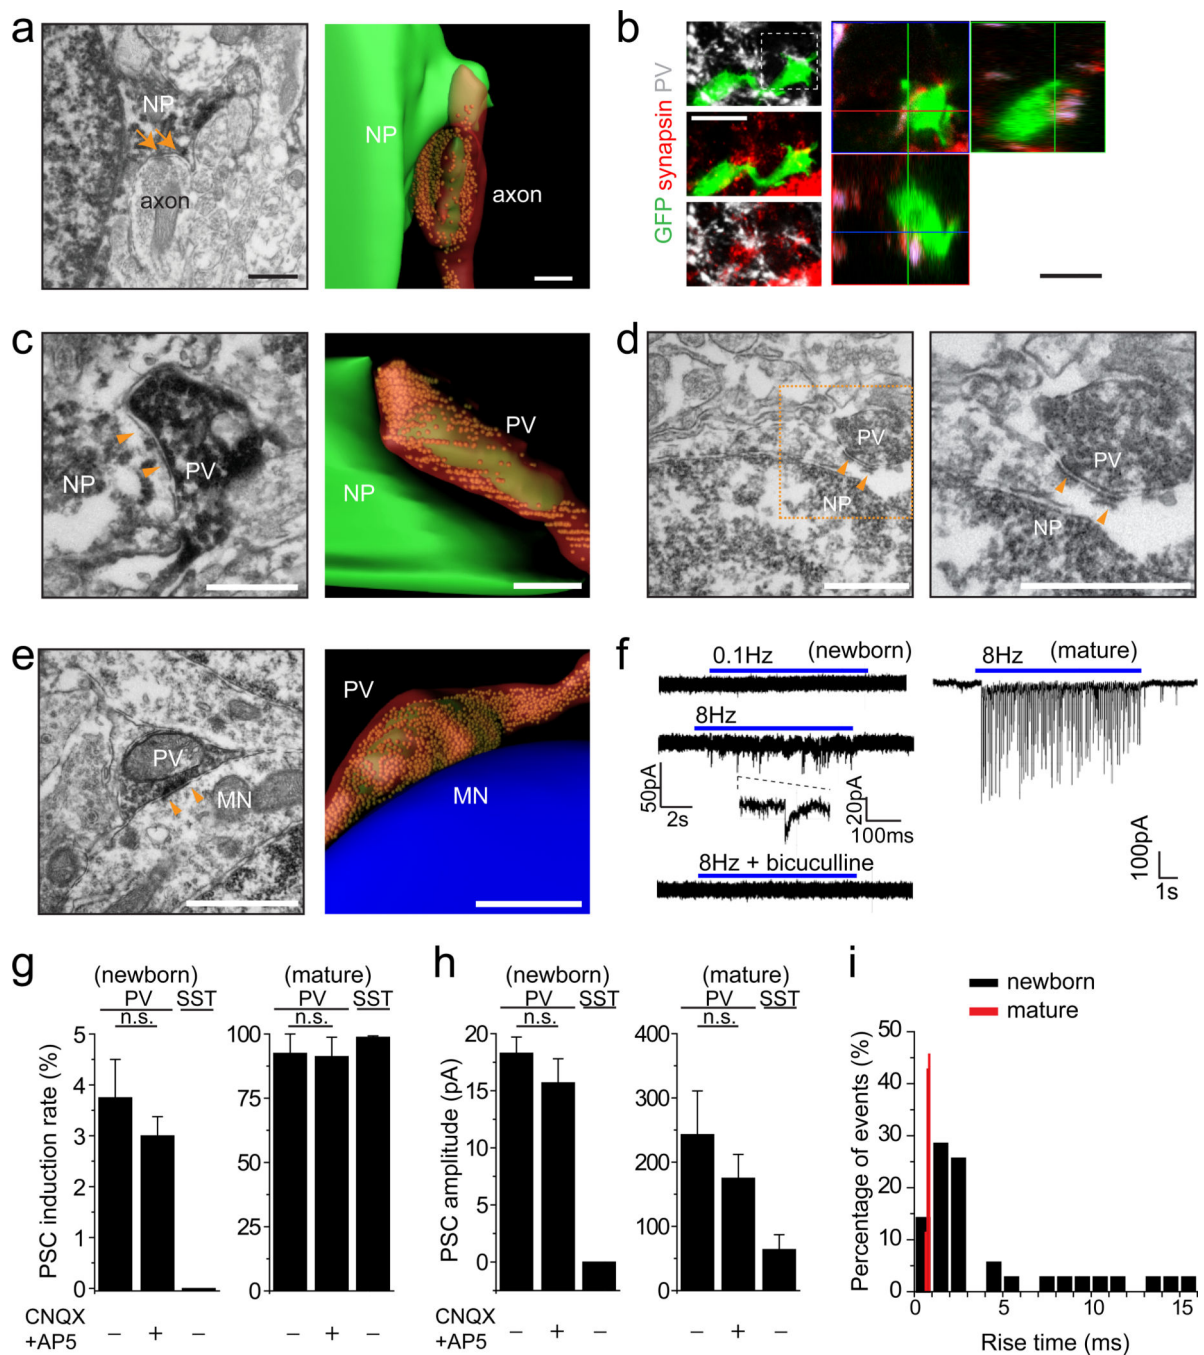 a
NP
axon
NP
axon
b
GFP synapsin PV
c
NP
PV
NP
PV
d
PV
NP
PV
NP
e
PV
MN
PV
MN
f
0.1Hz
(newborn)
8Hz
50pA
2s
20pA
100ms
8Hz + bicuculline
8Hz
(mature)
100pA
1s
g
(newborn)
PV
SST
n.s.
PSC induction rate (%)
5
4
3
2
1
0
(mature)
PV
SST
n.s.
100
75
50
25
0
CNQX
+AP5
− + −
− + −
h
(newborn)
PV
SST
n.s.
PSC amplitude (pA)
20
18
16
14
12
10
0
(mature)
PV
SST
n.s.
400
300
200
100
0
CNQX
+AP5
− + −
− + −
i
newborn
mature
Percentage of events (%)
50
40
30
20
10
0
0 5 10 15
Rise time (ms)